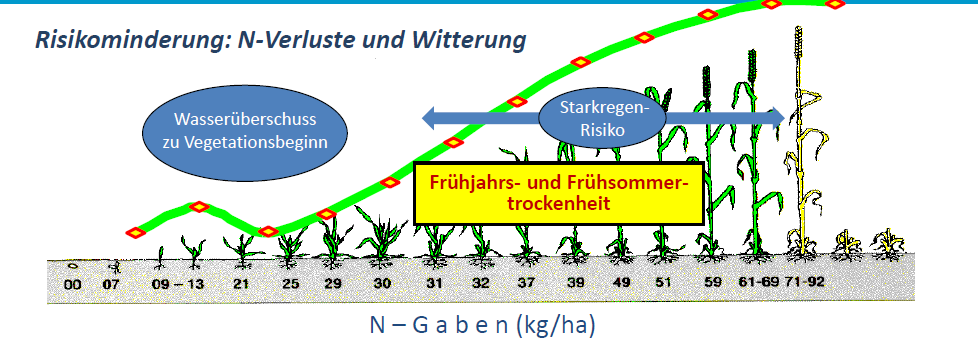 Risikominderung: N-Verluste und Witterung
Wasserüberschuss
zu Vegetationsbeginn
Starkregen-
Risiko
Frühjahrs- und Frühsommer-
trockenheit
00 07 09 – 13 21 25 29 30 31 32 37 39 49 51 59 61-69 71-92
N – G a b e n (kg/ha)